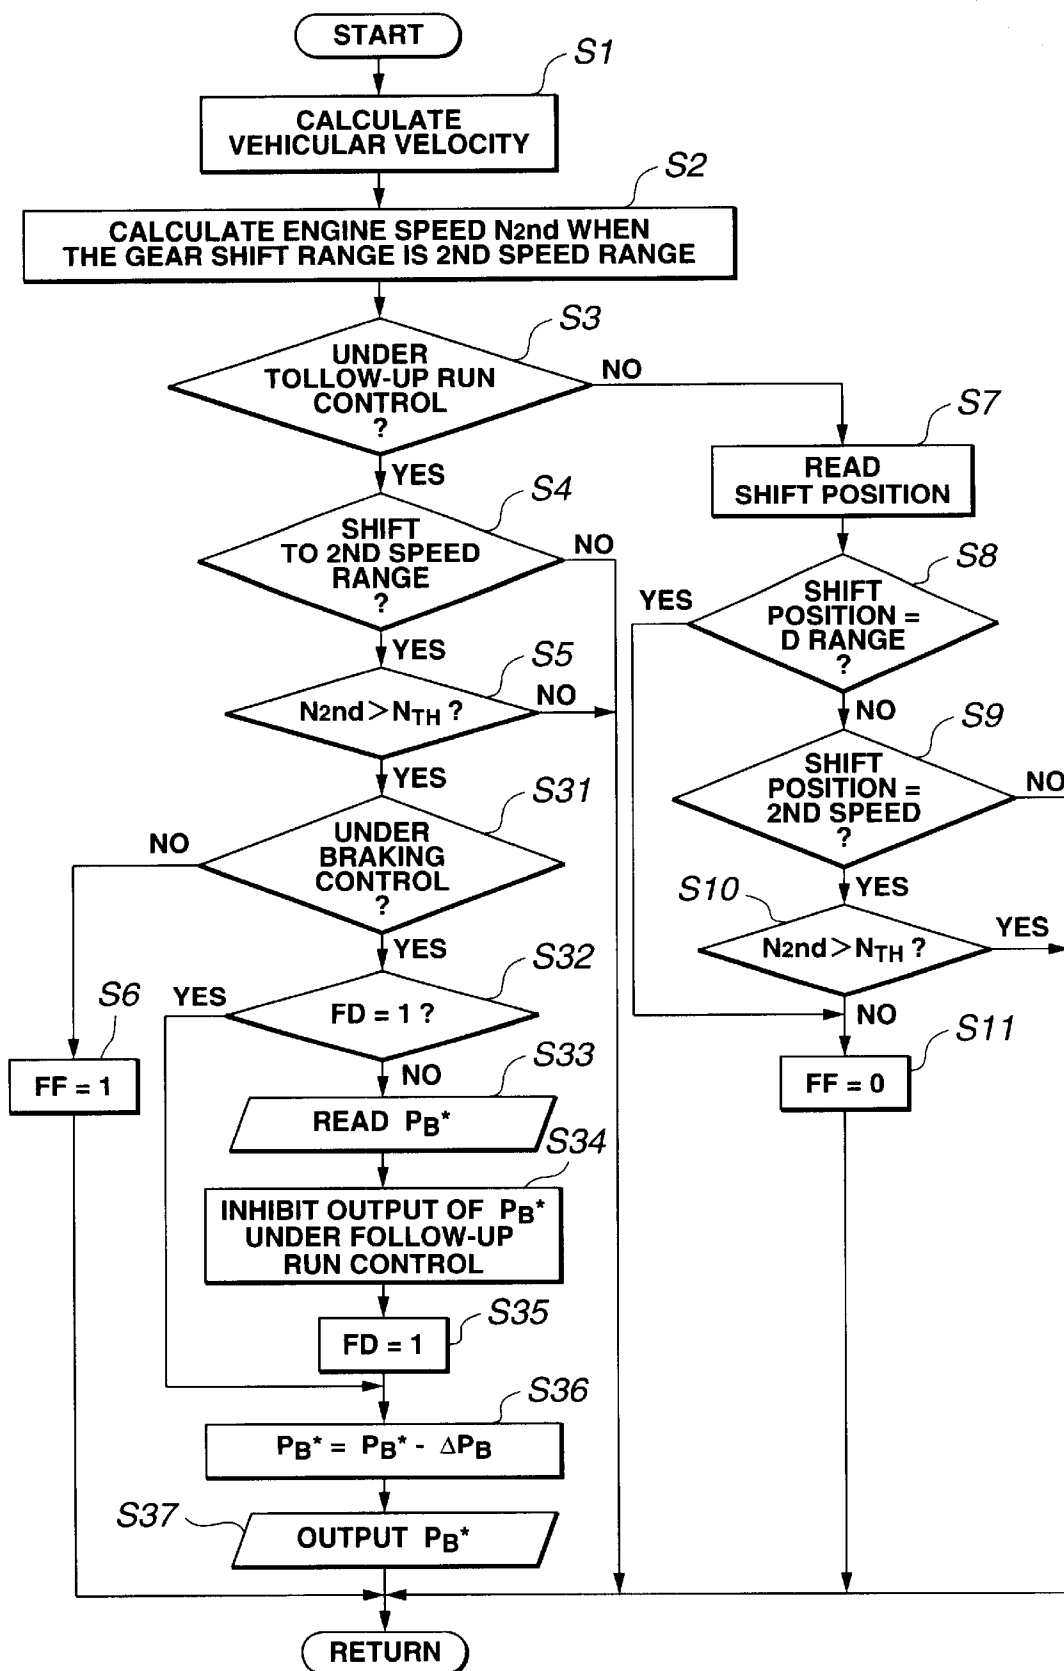 START
S1
CALCULATE
VEHICULAR VELOCITY
S2
CALCULATE ENGINE SPEED N2nd WHEN
THE GEAR SHIFT RANGE IS 2ND SPEED RANGE
S3
UNDER
TOLLOW-UP RUN
CONTROL
?
NO
YES
S4
SHIFT
TO 2ND SPEED
RANGE
?
NO
YES
S5
N2nd > NTH ?
NO
YES
S31
UNDER
BRAKING
CONTROL
?
NO
YES
S6
FF = 1
S32
FD = 1 ?
YES
NO
S33
READ PB*
S34
INHIBIT OUTPUT OF PB*
UNDER FOLLOW-UP
RUN CONTROL
S35
FD = 1
S36
PB* = PB* - ΔPB
S37
OUTPUT PB*
RETURN
S7
READ
SHIFT POSITION
S8
SHIFT
POSITION =
D RANGE
?
YES
NO
S9
SHIFT
POSITION =
2ND SPEED
?
NO
YES
S10
N2nd > NTH ?
YES
NO
S11
FF = 0